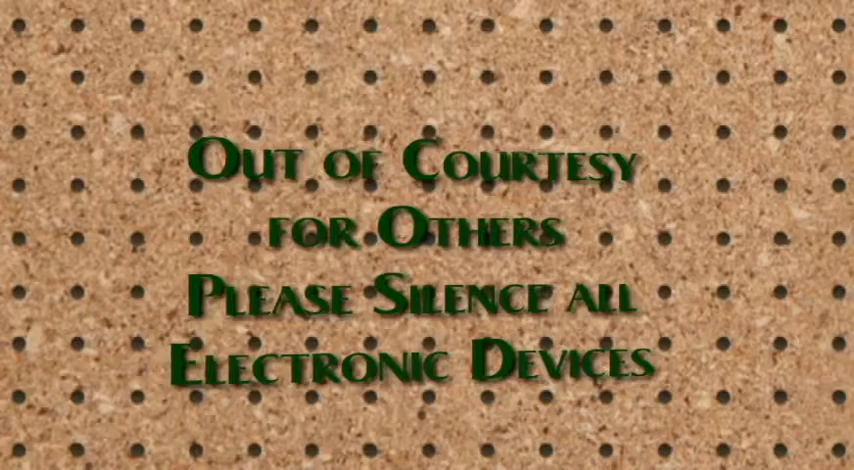 Out of Courtesy
for Others
Please Silence all
Electronic Devices